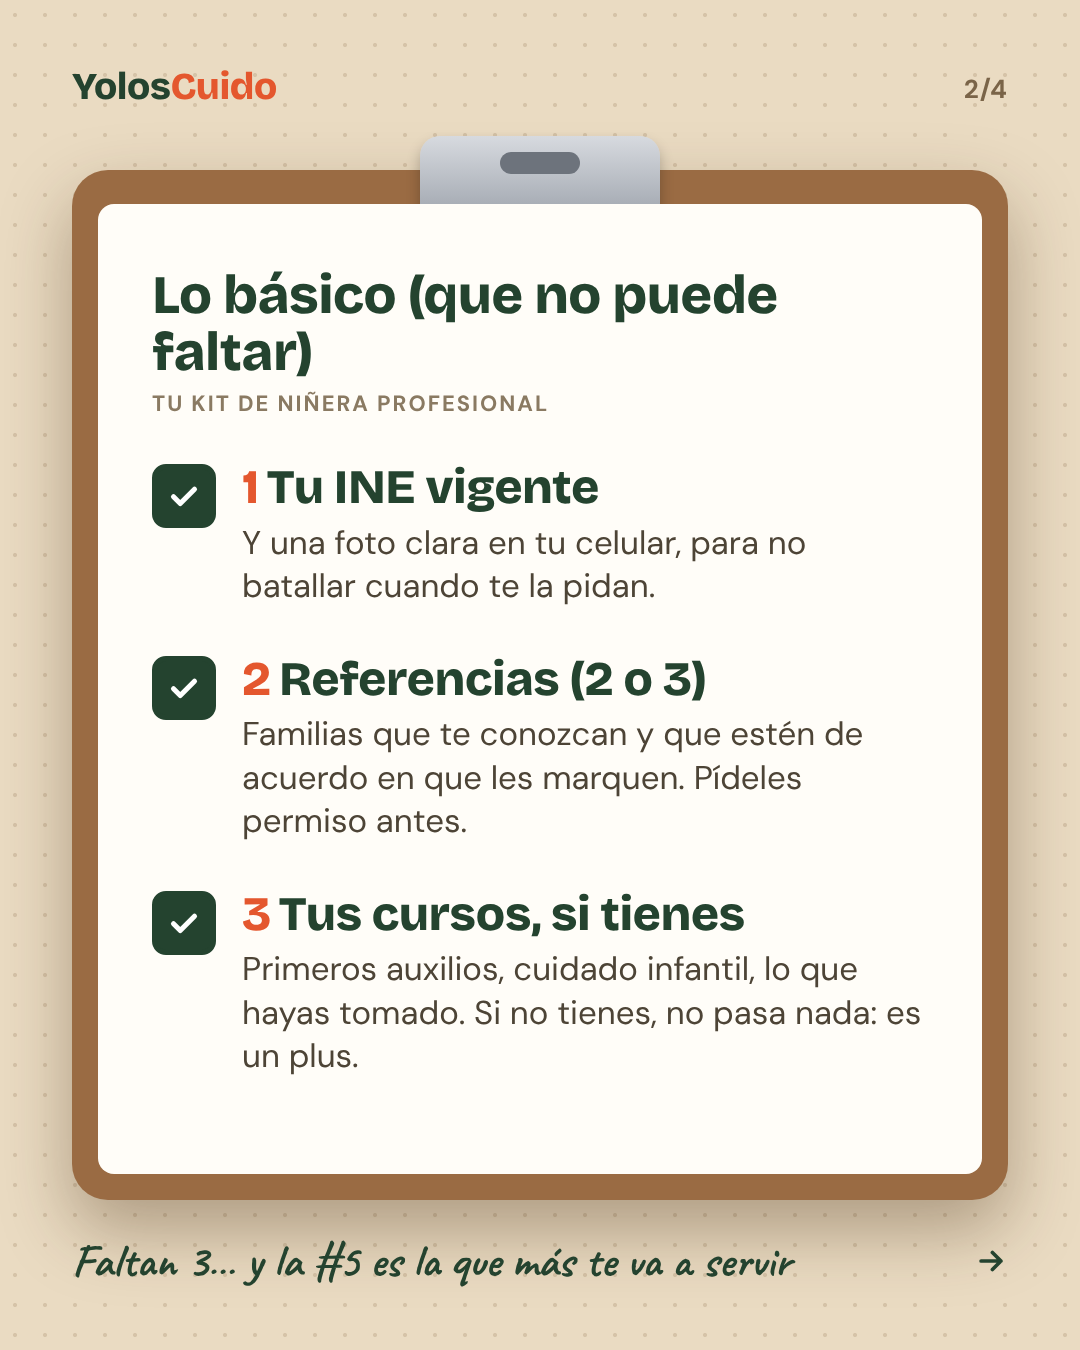 YolosCuido
2/4
Lo básico (que no puede
faltar)
TU KIT DE NIÑERA PROFESIONAL
1 Tu INE vigente
Y una foto clara en tu celular, para no
batallar cuando te la pidan.
2 Referencias (2 o 3)
Familias que te conozcan y que estén de
acuerdo en que les marquen. Pídeles
permiso antes.
3 Tus cursos, si tienes
Primeros auxilios, cuidado infantil, lo que
hayas tomado. Si no tienes, no pasa nada: es
un plus.
Faltan 3... y la #5 es la que más te va a servir →